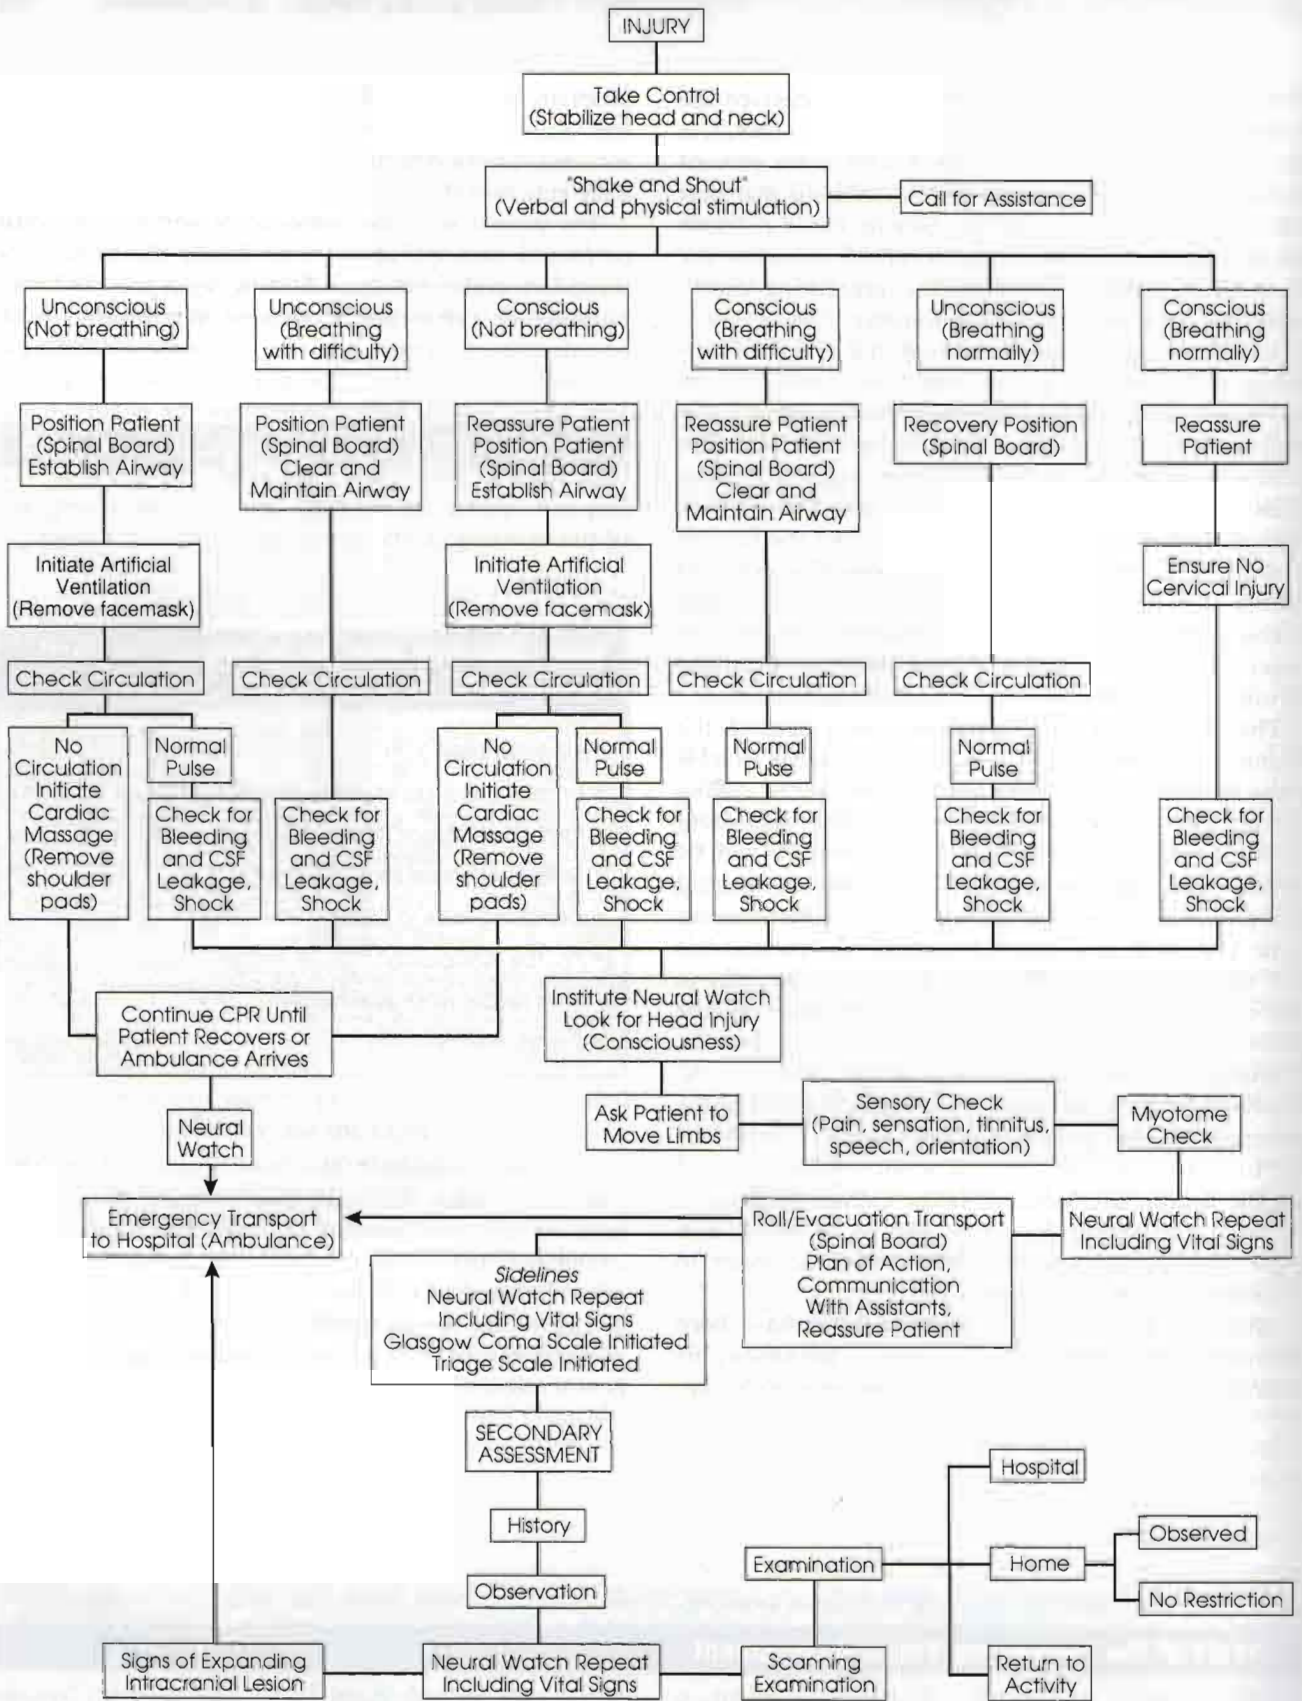 INJURY
Take Control
(Stabilize head and neck)
"Shake and Shout"
(Verbal and physical stimulation)
Call for Assistance
Unconscious
(Not breathing)
Unconscious
(Breathing
with difficulty)
Conscious
(Not breathing)
Conscious
(Breathing
with difficulty)
Unconscious
(Breathing
normally)
Conscious
(Breathing
normally)
Position Patient
(Spinal Board)
Establish Airway
Position Patient
(Spinal Board)
Clear and
Maintain Airway
Reassure Patient
Position Patient
(Spinal Board)
Establish Airway
Reassure Patient
Position Patient
(Spinal Board)
Clear and
Maintain Airway
Recovery Position
(Spinal Board)
Reassure
Patient
Initiate Artificial
Ventilation
(Remove facemask)
Initiate Artificial
Ventilation
(Remove facemask)
Ensure No
Cervical Injury
Check Circulation
Check Circulation
Check Circulation
Check Circulation
Check Circulation
No
Circulation
Initiate
Cardiac
Massage
(Remove
shoulder
pads)
Normal
Pulse
Check for
Bleeding
and CSF
Leakage,
Shock
Check for
Bleeding
and CSF
Leakage,
Shock
No
Circulation
Initiate
Cardiac
Massage
(Remove
shoulder
pads)
Normal
Pulse
Check for
Bleeding
and CSF
Leakage,
Shock
Normal
Pulse
Check for
Bleeding
and CSF
Leakage,
Shock
Normal
Pulse
Check for
Bleeding
and CSF
Leakage,
Shock
Check for
Bleeding
and CSF
Leakage,
Shock
Continue CPR Until
Patient Recovers or
Ambulance Arrives
Institute Neural Watch
Look for Head Injury
(Consciousness)
Neural
Watch
Ask Patient to
Move Limbs
Sensory Check
(Pain, sensation, tinnitus,
speech, orientation)
Myotome
Check
Emergency Transport
to Hospital (Ambulance)
Roll/Evacuation Transport
(Spinal Board)
Plan of Action,
Communication
With Assistants,
Reassure Patient
Neural Watch Repeat
Including Vital Signs
Sidelines
Neural Watch Repeat
Including Vital Signs
Glasgow Coma Scale Initiated
Triage Scale Initiated
SECONDARY
ASSESSMENT
History
Observation
Hospital
Examination
Home
Observed
No Restriction
Signs of Expanding
Intracranial Lesion
Neural Watch Repeat
Including Vital Signs
Scanning
Examination
Return to
Activity